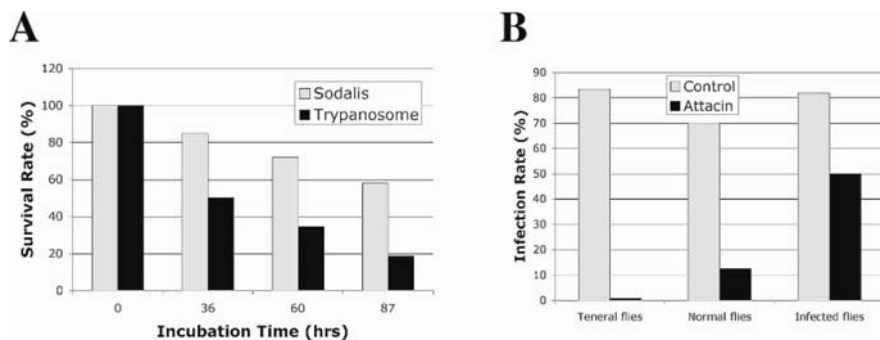 A
Survival Rate (%)
120
100
80
60
40
20
0
Sodalis
Trypanosome
0 36 60 87
Incubation Time (hrs)
B
Infection Rate (%)
90
80
70
60
50
40
30
20
10
0
Control
Attacin
Teneral flies Normal flies Infected flies